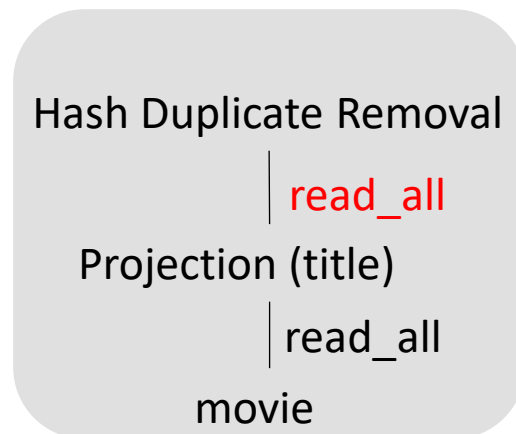 Hash Duplicate Removal
read_all
Projection (title)
read_all
movie